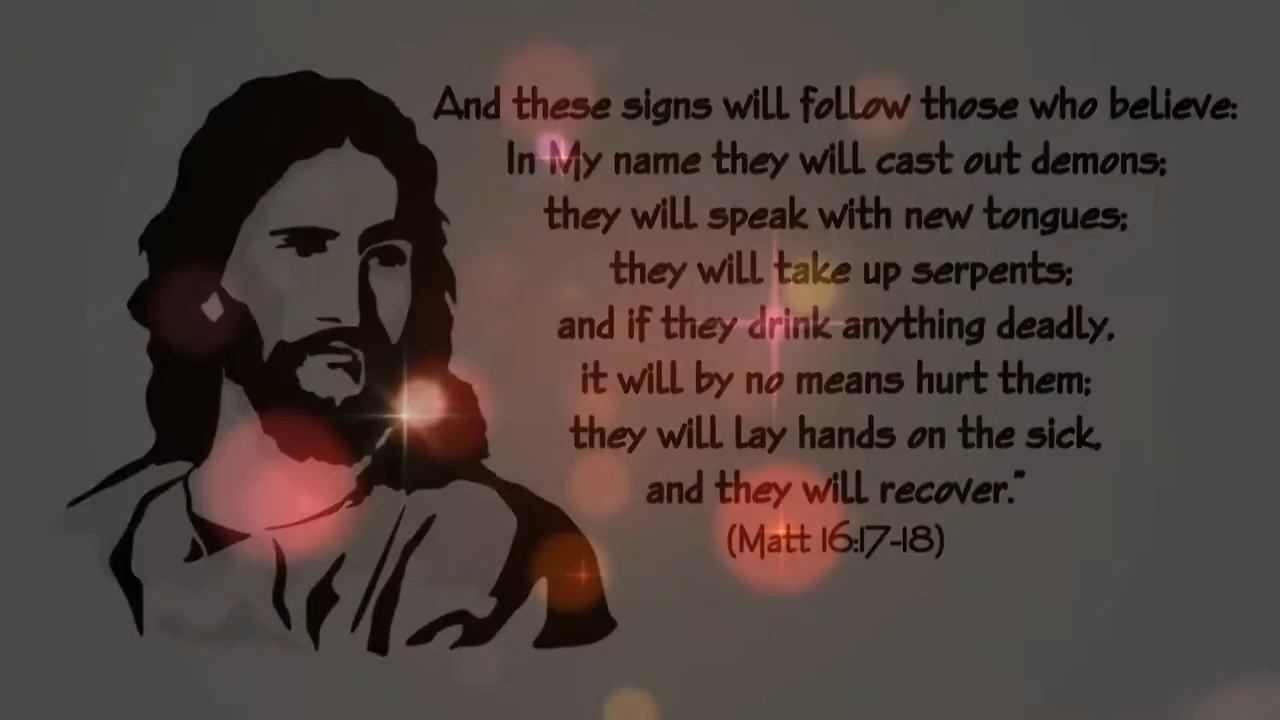 And these signs will follow those who believe:
In My name they will cast out demons;
they will speak with new tongues;
they will take up serpents;
and if they drink anything deadly,
it will by no means hurt them;
they will lay hands on the sick,
and they will recover.”
(Matt 16:17-18)